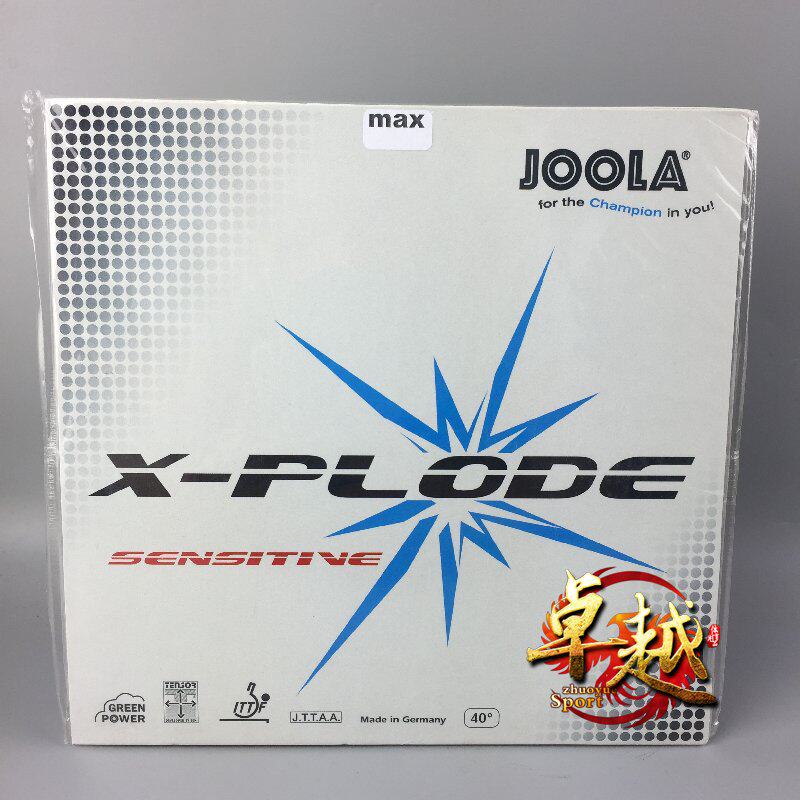 max
JOOLA®
for the Champion in you!
X-PLODE
SENSITIVE
卓越
zhuoyu
Sport
GREEN
POWER
TENSOR
ITTF
J.T.T.A.A.
Made in Germany
40°